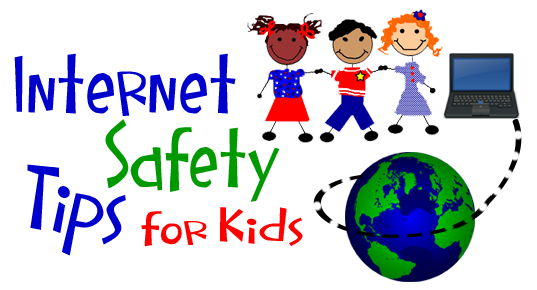 Internet
Safety
Tips for Kids